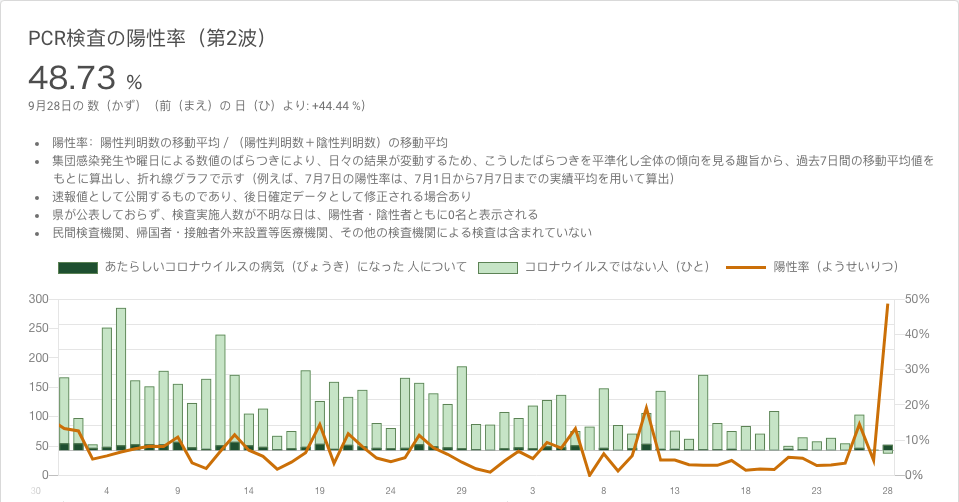 PCR検査の陽性率（第2波）
48.73 %
9月28日の 数（かず）（前（まえ）の 日（ひ）より: +44.44 %）
• 陽性率：陽性判明数の移動平均 / （陽性判明数＋陰性判明数）の移動平均
• 集団感染発生や曜日による数値のばらつきにより、日々の結果が変動するため、こうしたばらつきを平準化し全体の傾向を見る趣旨から、過去7日間の移動平均値を
もとに算出し、折れ線グラフで示す（例えば、7月7日の陽性率は、7月1日から7月7日までの実績平均を用いて算出）
• 速報値として公開するものであり、後日確定データとして修正される場合あり
• 県が公表しておらず、検査実施人数が不明な日は、陽性者・陰性者ともに0名と表示される
• 民間検査機関、帰国者・接触者外来設置等医療機関、その他の検査機関による検査は含まれていない
あたらしいコロナウイルスの病気（びょうき）になった 人について コロナウイルスではない人（ひと） 陽性率（ようせいりつ）
300 50%
250 40%
200 30%
150
100 20%
50 10%
0 0%
30 4 9 14 19 24 29 3 8 13 18 23 28